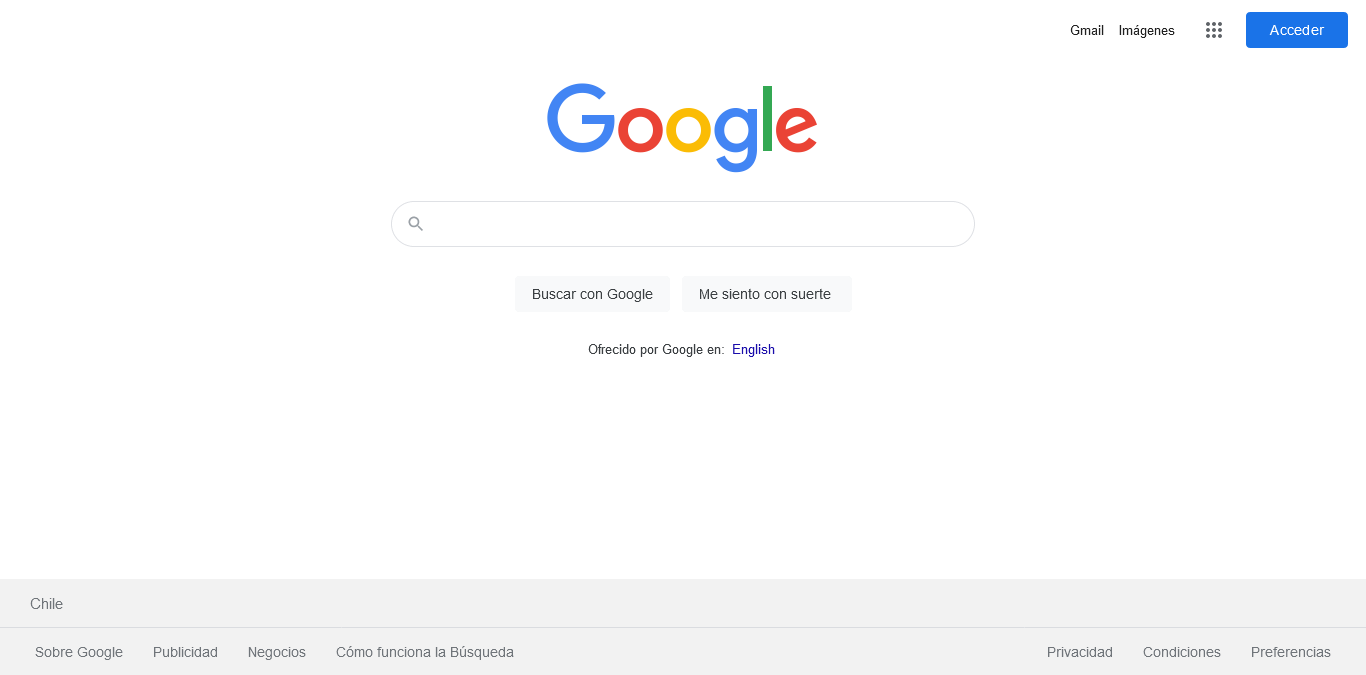 Gmail Imágenes Acceder
Google
Buscar con Google Me siento con suerte
Ofrecido por Google en: English
Chile
Sobre Google Publicidad Negocios Cómo funciona la Búsqueda Privacidad Condiciones Preferencias